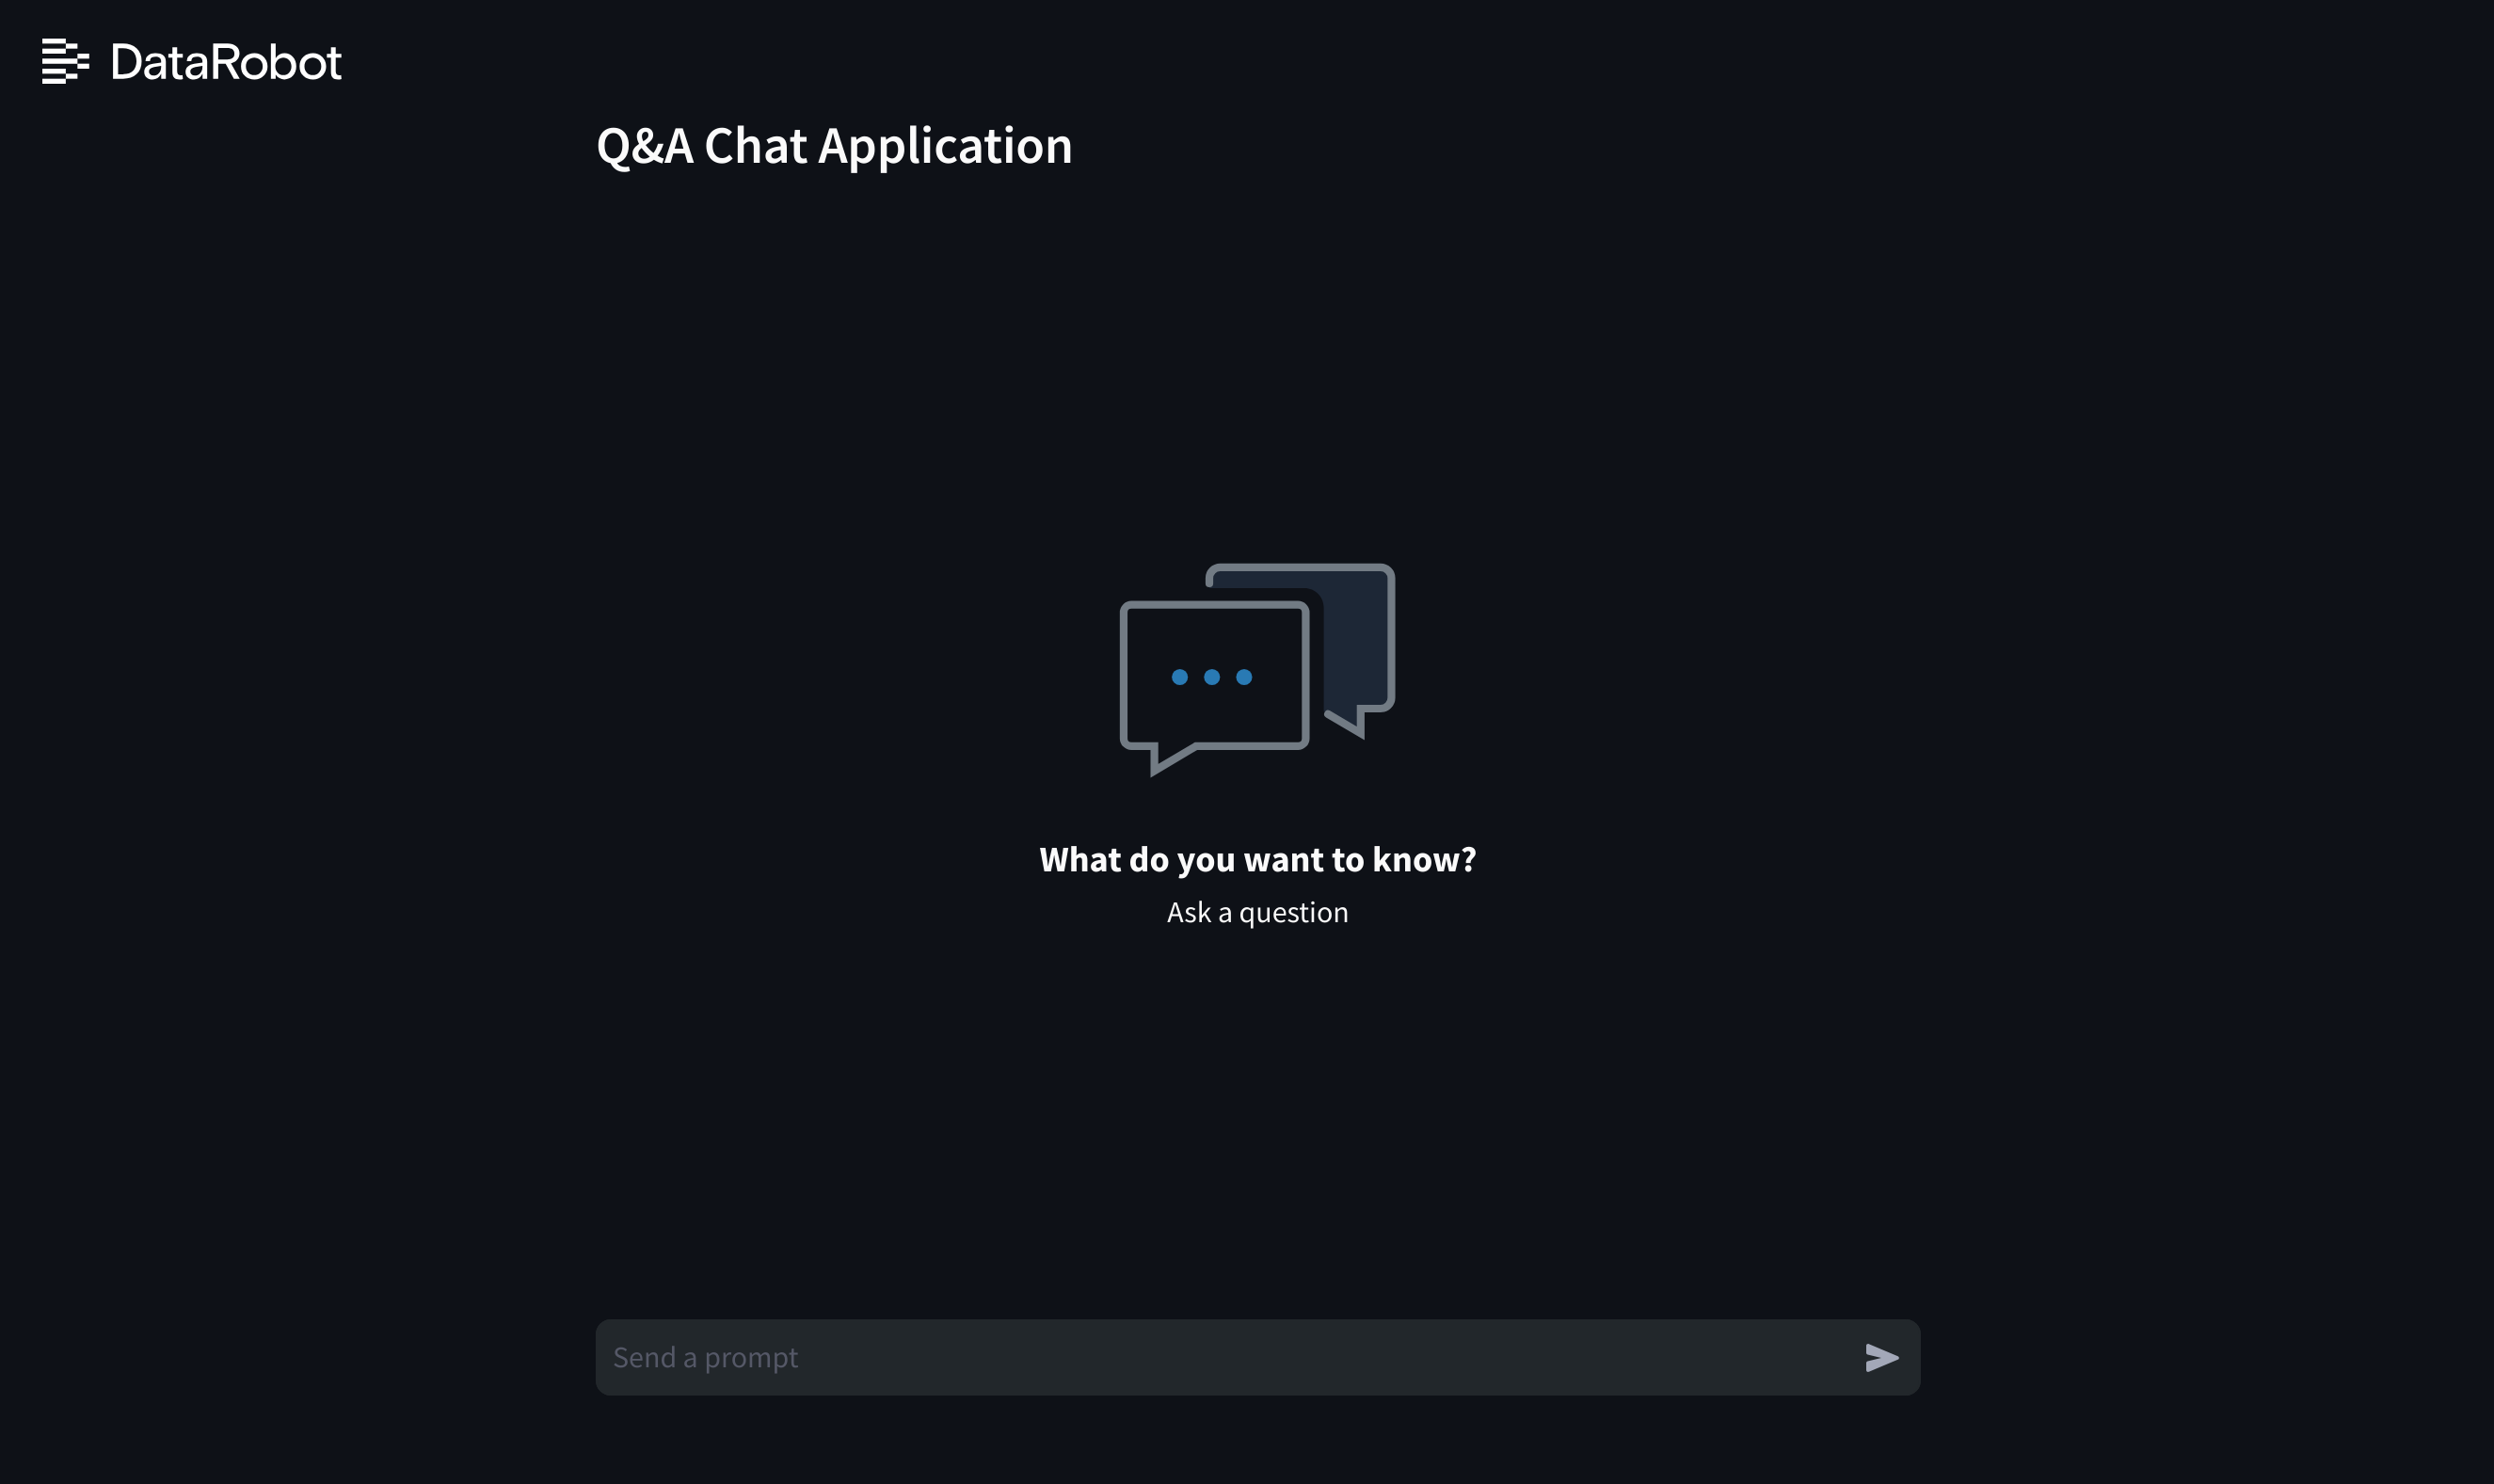 DataRobot
Q&A Chat Application
What do you want to know?
Ask a question
Send a prompt